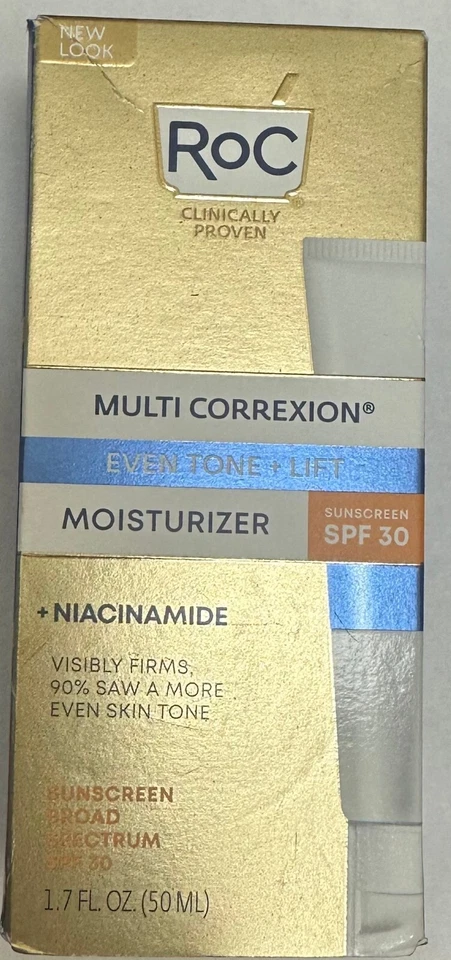 NEW
LOOK
RoC®
CLINICALLY
PROVEN
MULTI CORREXION®
EVEN TONE + LIFT
MOISTURIZER
SUNSCREEN
SPF 30
+ NIACINAMIDE
VISIBLY FIRMS,
90% SAW A MORE
EVEN SKIN TONE
SUNSCREEN
BROAD
SPECTRUM
SPF 30
1.7 FL. OZ. (50 ML)